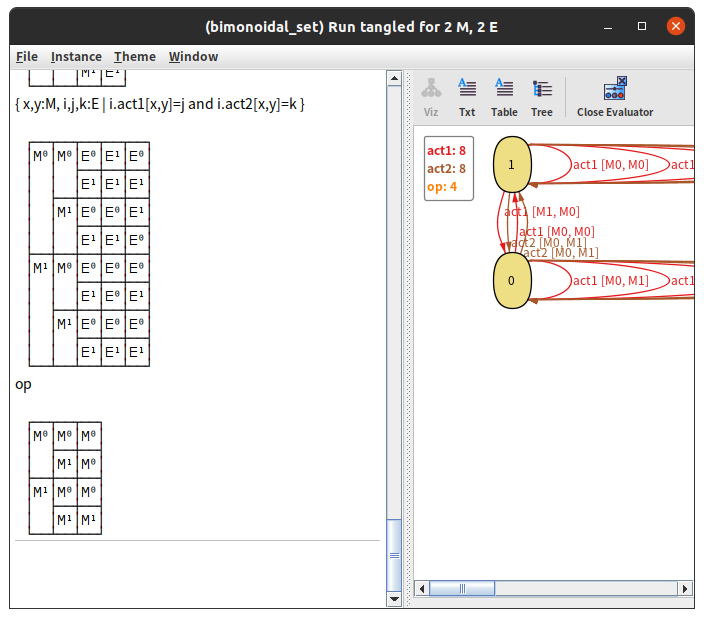 (bimonoidal_set) Run tangled for 2 M, 2 E
File Instance Theme Window
M¹ E¹
{ x,y:M, i,j,k:E | i.act1[x,y]=j and i.act2[x,y]=k }
M⁰ M⁰ E⁰ E¹ E⁰
E¹ E¹ E¹
M¹ E⁰ E⁰ E¹
E¹ E¹ E⁰
M¹ M⁰ E⁰ E⁰ E⁰
E¹ E⁰ E¹
M¹ E⁰ E⁰ E⁰
E¹ E¹ E¹
op
M⁰ M⁰ M⁰
M¹ M⁰
M¹ M⁰ M⁰
M¹ M¹
Viz Txt Table Tree Close Evaluator
act1: 8
act2: 8
op: 4
1
act1 [M0, M0]
act1
act1 [M1, M0]
act1 [M0, M0]
act2 [M0, M1]
act2 [M0, M1]
0
act1 [M0, M1]
act1